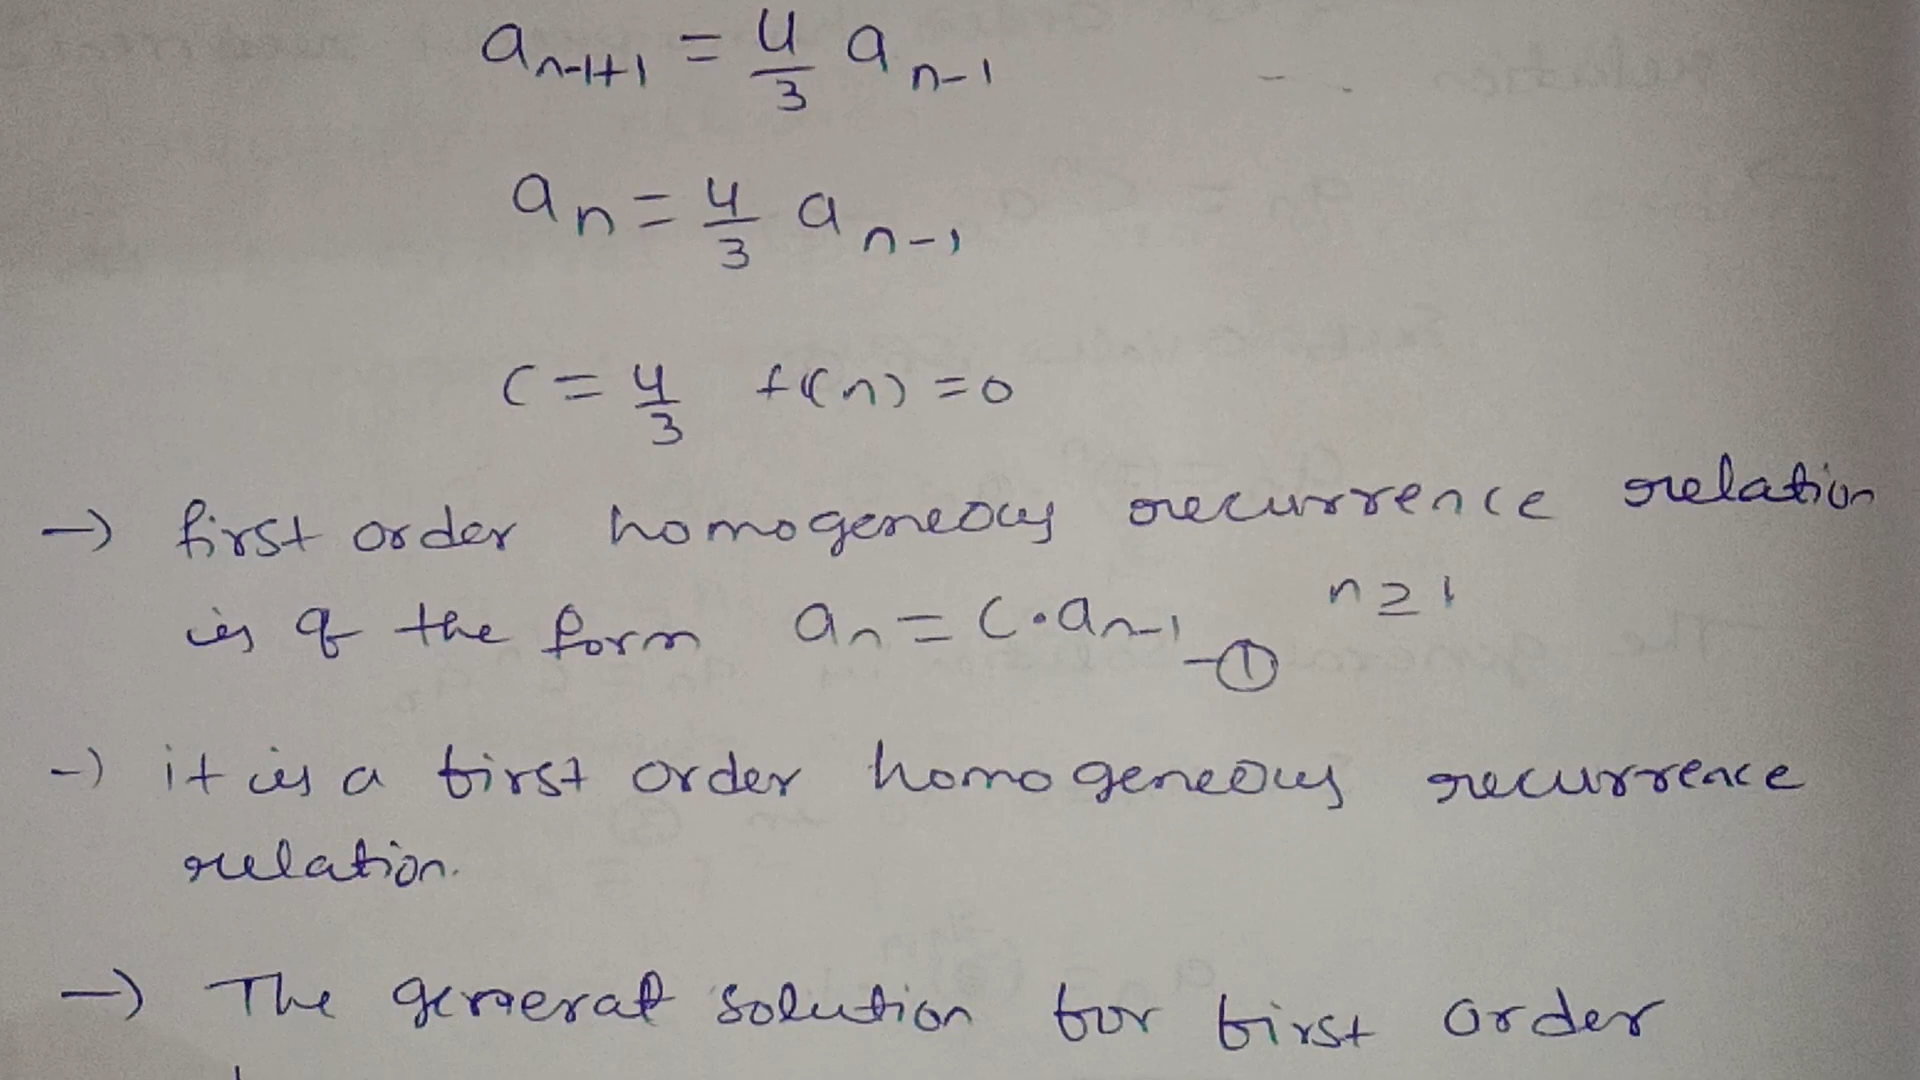 a_{n-1+1} = 4/3 a_{n-1}
a_n = 4/3 a_{n-1}
C = 4/3 f(n) = 0
→ first order homogeneous recurrence relation
is of the form a_n = C·a_{n-1} -① n ≥ 1
→ it is a first order homogeneous recurrence
relation.
→ The general solution for first order